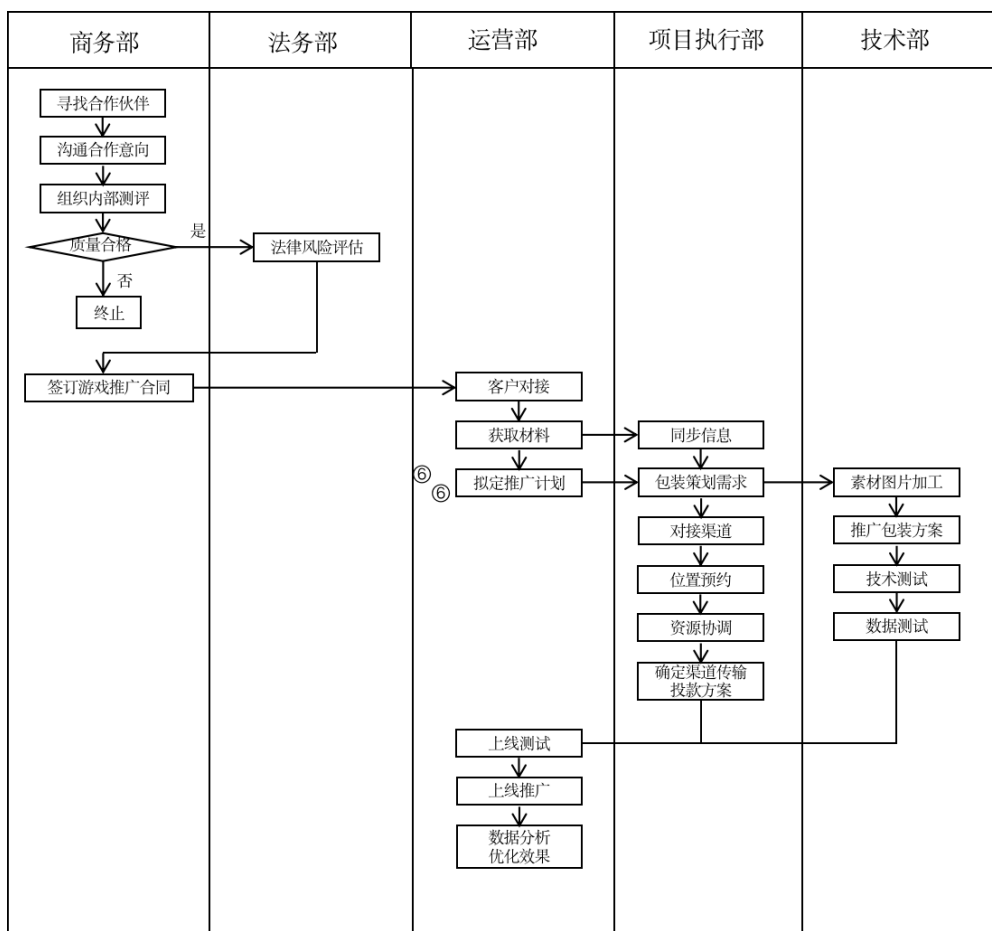 商务部
法务部
运营部
项目执行部
技术部
寻找合作伙伴
沟通合作意向
组织内部测评
质量合格
是
否
终止
法律风险评估
签订游戏推广合同
客户对接
获取材料
同步信息
⑥
⑥
拟定推广计划
包装策划需求
素材图片加工
对接渠道
推广包装方案
位置预约
技术测试
资源协调
数据测试
确定渠道传输
投款方案
上线测试
上线推广
数据分析
优化效果